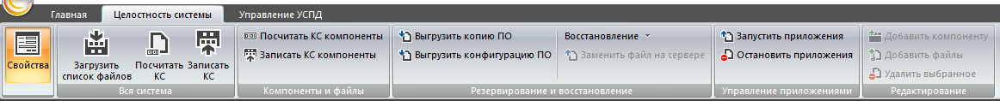 Главная Целостность системы Управление УСПД
Свойства
Загрузить список файлов
Посчитать КС
Записать КС
Вся система
Посчитать КС компоненты
Записать КС компоненты
Компоненты и файлы
Выгрузить копию ПО
Выгрузить конфигурацию ПО
Восстановление
Заменить файл на сервере
Резервирование и восстановление
Запустить приложения
Остановить приложения
Управление приложениями
Добавить компоненту
Добавить файлы
Удалить выбранное
Редактирование